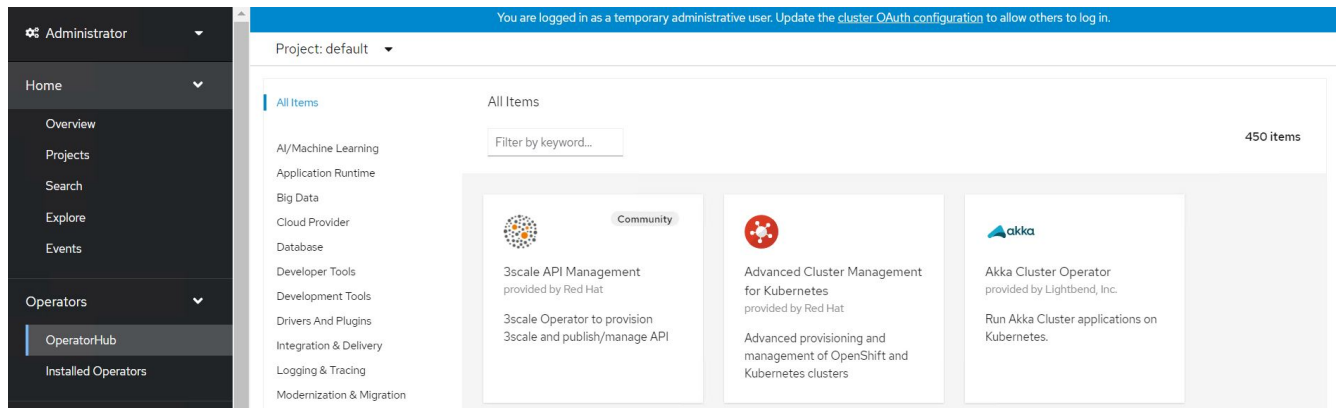 You are logged in as a temporary administrative user. Update the cluster OAuth configuration to allow others to log in.
Administrator
Home
Overview
Projects
Search
Explore
Events
Operators
OperatorHub
Installed Operators
Project: default
All Items
AI/Machine Learning
Application Runtime
Big Data
Cloud Provider
Database
Developer Tools
Development Tools
Drivers And Plugins
Integration & Delivery
Logging & Tracing
Modernization & Migration
All Items
Filter by keyword...
450 items
Community
3scale API Management
provided by Red Hat
3scale Operator to provision
3scale and publish/manage API
Advanced Cluster Management
for Kubernetes
provided by Red Hat
Advanced provisioning and
management of OpenShift and
Kubernetes clusters
akka
Akka Cluster Operator
provided by Lightbend, Inc.
Run Akka Cluster applications on
Kubernetes.